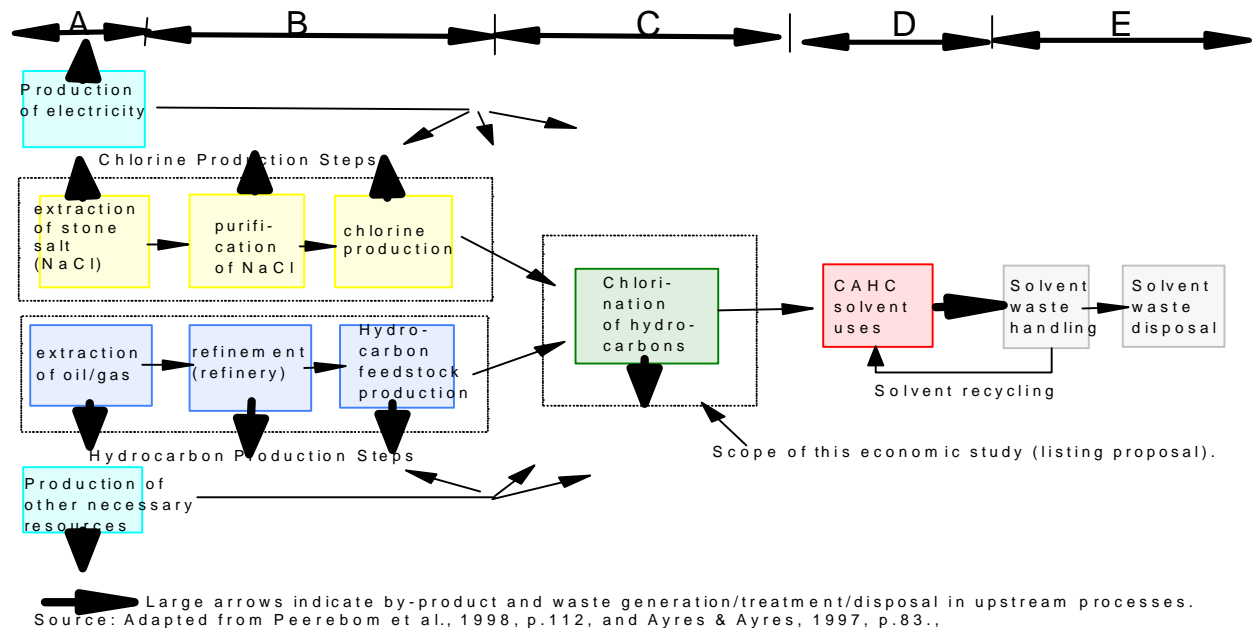 A
B
C
D
E
Production
of electricity
Chlorine Production Steps
extraction
of stone
salt
(NaCl)
purifi-
cation
of NaCl
chlorine
production
Chlori-
nation
of hydro-
carbons
CAHC
solvent
uses
Solvent
waste
handling
Solvent
waste
disposal
Solvent recycling
extraction
of oil/gas
refinement
(refinery)
Hydro-
carbon
feedstock
production
Hydrocarbon Production Steps
Scope of this economic study (listing proposal).
Production of
other necessary
resources
Large arrows indicate by-product and waste generation/treatment/disposal in upstream processes.
Source: Adapted from Peerebom et al., 1998, p.112, and Ayres & Ayres, 1997, p.83.,